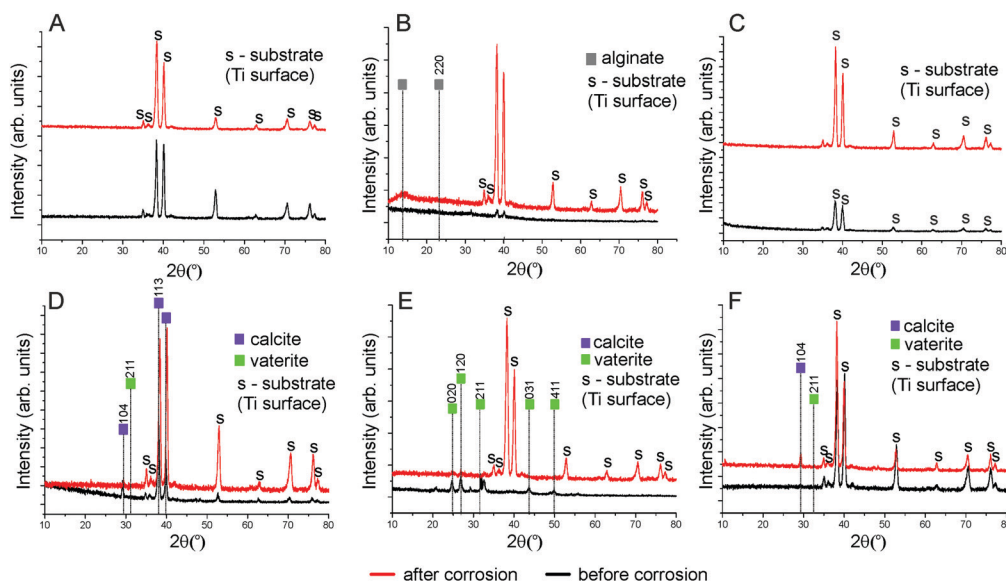 A
s - substrate
(Ti surface)
S
S
S S
S
S
S
S
S
Intensity (arb. units)
10 20 30 40 50 60 70 80
2θ(°)
B
220
alginate
s - substrate
(Ti surface)
S
S
S
S
S
S
S
Intensity (arb. units)
10 20 30 40 50 60 70 80
2θ(°)
C
s - substrate
(Ti surface)
S
S
S
S
S
S
S
S
S
S
S
S
Intensity (arb. units)
10 20 30 40 50 60 70 80
2θ(°)
D
113
211
104
calcite
vaterite
s - substrate
(Ti surface)
S
S
S
S
S
S
S
Intensity (arb. units)
10 20 30 40 50 60 70 80
2θ(°)
E
020
120
211
031
411
calcite
vaterite
s - substrate
(Ti surface)
S
S
S
S
S
S
S
S
S
Intensity (arb. units)
10 20 30 40 50 60 70 80
2θ(°)
F
104
211
calcite
vaterite
s - substrate
(Ti surface)
S
S
S
S
S
S
S
S
S
Intensity (arb. units)
10 20 30 40 50 60 70 80
2θ(°)
after corrosion
before corrosion